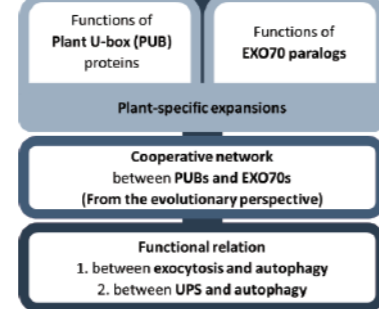 Functions of
Plant U-box (PUB)
proteins
Functions of
EXO70 paralogs
Plant-specific expansions
Cooperative network
between PUBs and EXO70s
(From the evolutionary perspective)
Functional relation
1. between exocytosis and autophagy
2. between UPS and autophagy